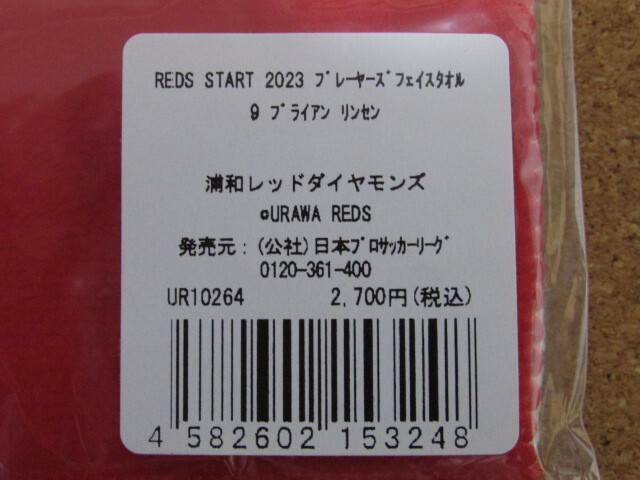 REDS START 2023 ﾌﾟﾚｰﾔｰｽﾞﾌｪｲｽﾀｵﾙ
9 ﾌﾞﾗｲｱﾝ ﾘﾝｾﾝ
浦和レッドダイヤモンズ
©URAWA REDS
発売元：(公社)日本ﾌﾟﾛｻｯｶｰﾘｰｸﾞ
0120-361-400
UR10264 2,700円(税込)
4 582602 153248